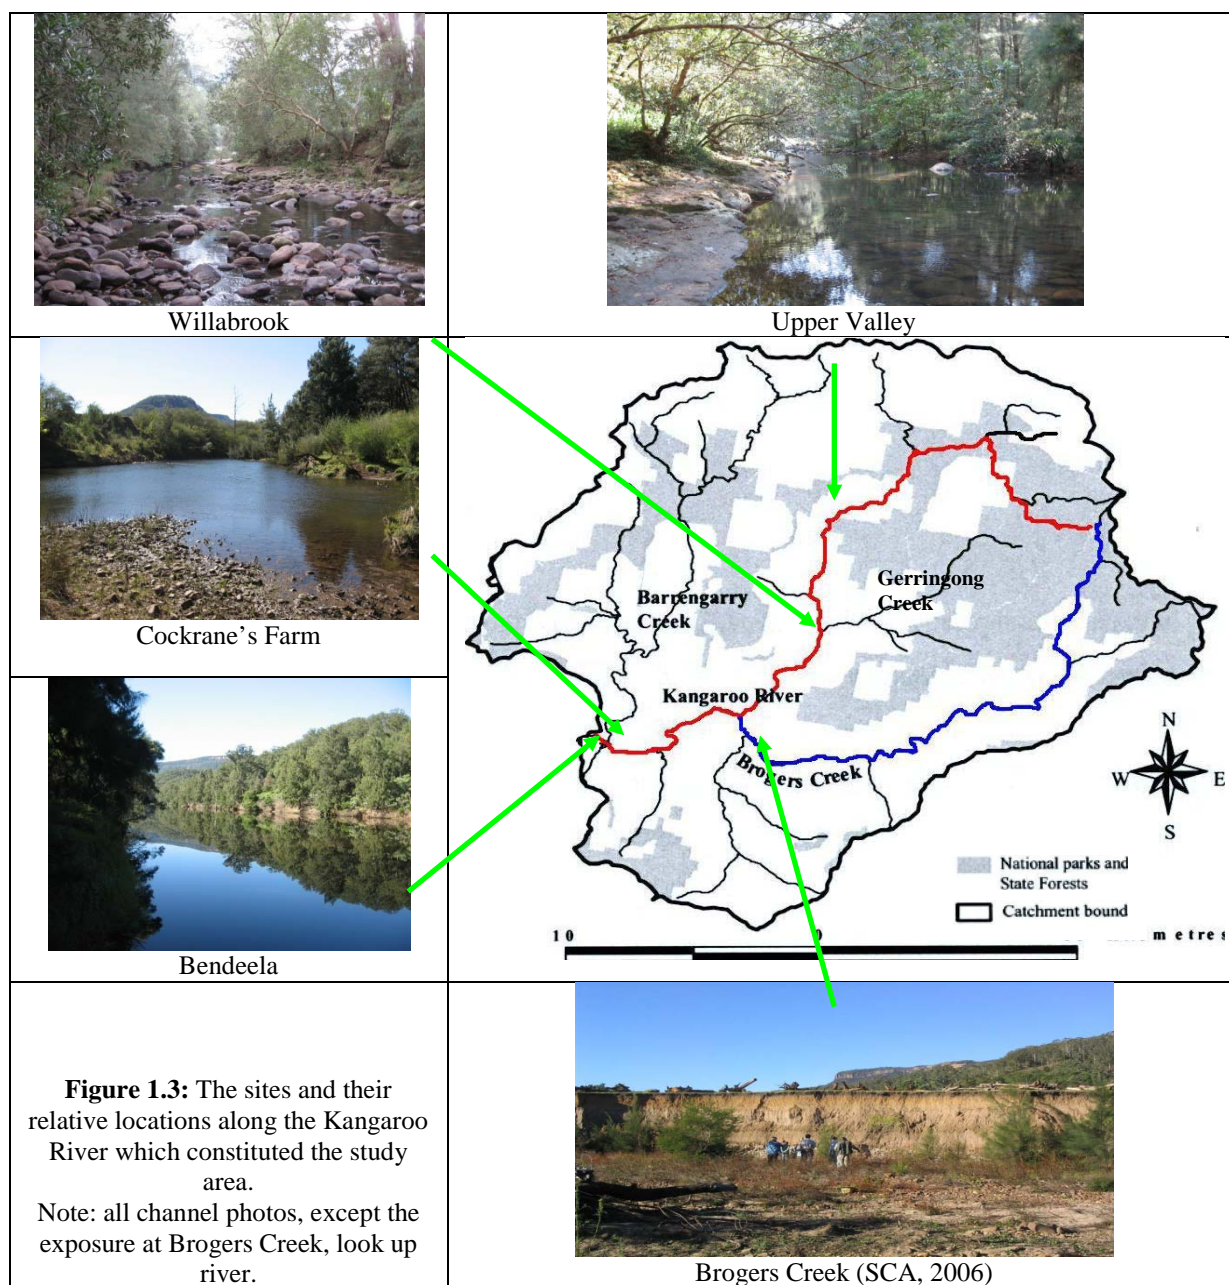 Willabrook
Upper Valley
Cockrane’s Farm
Bendeela
Barrengarry
Creek
Gerringong
Creek
Kangaroo River
Brogers Creek
N
W
E
S
National parks and
State Forests
Catchment bound
10
0
metres
Figure 1.3: The sites and their
relative locations along the Kangaroo
River which constituted the study
area.
Note: all channel photos, except the
exposure at Brogers Creek, look up
river.
Brogers Creek (SCA, 2006)